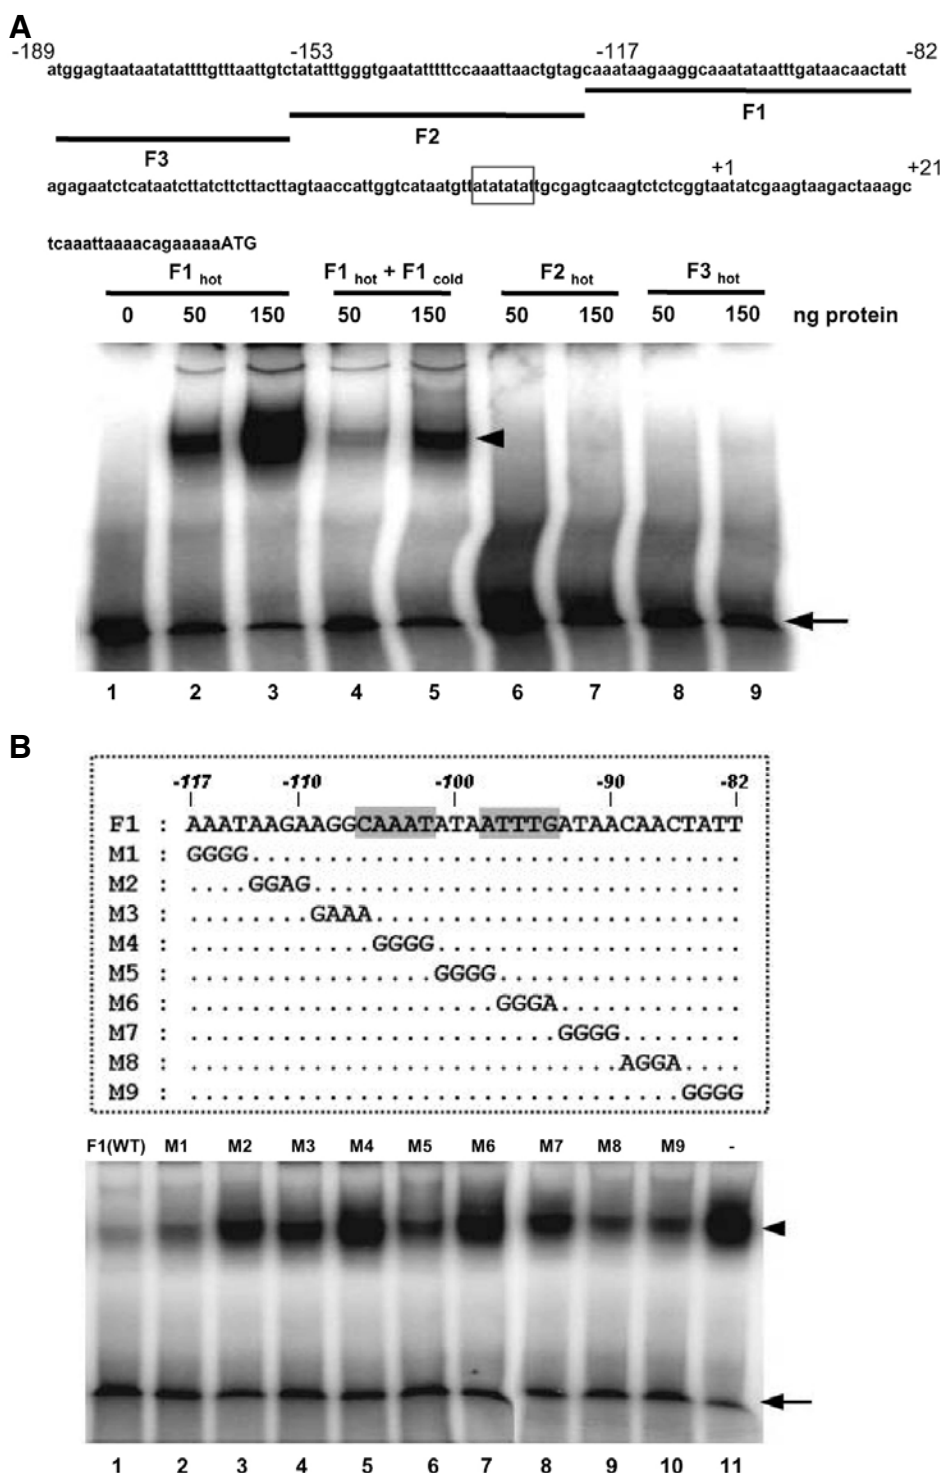 A
-189 -153 -117 -82
atggagtaataatatattttgtttaattgtctatatttgggtgaatatttttccaaattaactgtagcaaataagaaggcaaatataatttgataacaactatt
F1
F2
F3
+1 +21
agagaatctcataatcttatcttcttacttagtaaccattggtcataatgttatatatattgcgagtcaagtctctcggtaatatcgaagtaagactaaagc
tcaaattaaaacagaaaaaATG
F1 hot F1 hot + F1 cold F2 hot F3 hot
0 50 150 50 150 50 150 50 150 ng protein
1 2 3 4 5 6 7 8 9
B
-117 -110 -100 -90 -82
F1 : AAATAAGAAGGCAAATATAATTTGATAACAACTATT
M1 : GGGG................................
M2 : ....GGAG............................
M3 : ........GAAA........................
M4 : ............GGGG....................
M5 : ................GGGG................
M6 : ....................GGGA............
M7 : ........................GGGG........
M8 : ............................AGGA....
M9 : ................................GGGG
F1(WT) M1 M2 M3 M4 M5 M6 M7 M8 M9 -
1 2 3 4 5 6 7 8 9 10 11